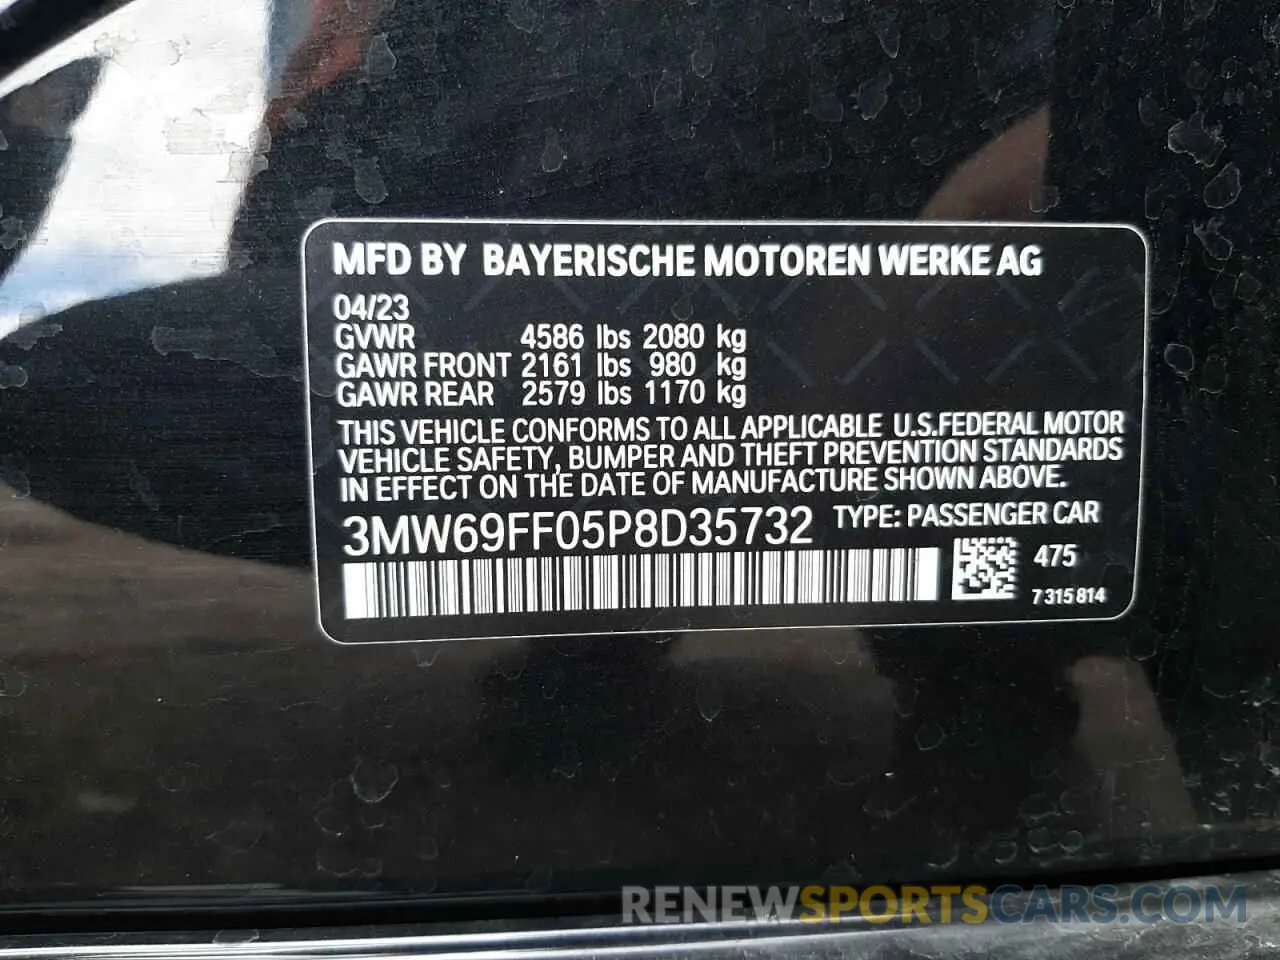 MFD BY BAYERISCHE MOTOREN WERKE AG
04/23
GVWR 4586 lbs 2080 kg
GAWR FRONT 2161 lbs 980 kg
GAWR REAR 2579 lbs 1170 kg
THIS VEHICLE CONFORMS TO ALL APPLICABLE U.S.FEDERAL MOTOR
VEHICLE SAFETY, BUMPER AND THEFT PREVENTION STANDARDS
IN EFFECT ON THE DATE OF MANUFACTURE SHOWN ABOVE.
3MW69FF05P8D35732 TYPE: PASSENGER CAR
475
7 315 814
RENEWSPORTSCARS.COM